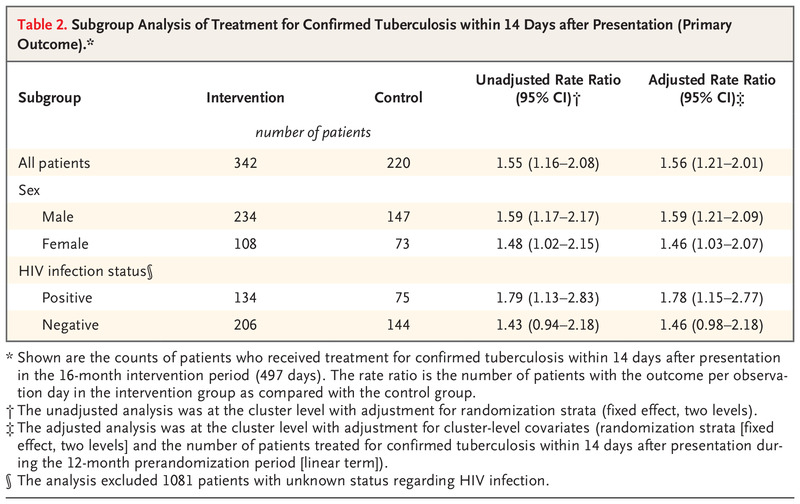 Table 2. Subgroup Analysis of Treatment for Confirmed Tuberculosis within 14 Days after Presentation (Primary
Outcome).*
Subgroup Intervention Control Unadjusted Rate Ratio (95% CI)† Adjusted Rate Ratio (95% CI)‡
number of patients
All patients 342 220 1.55 (1.16–2.08) 1.56 (1.21–2.01)
Sex
Male 234 147 1.59 (1.17–2.17) 1.59 (1.21–2.09)
Female 108 73 1.48 (1.02–2.15) 1.46 (1.03–2.07)
HIV infection status§
Positive 134 75 1.79 (1.13–2.83) 1.78 (1.15–2.77)
Negative 206 144 1.43 (0.94–2.18) 1.46 (0.98–2.18)
* Shown are the counts of patients who received treatment for confirmed tuberculosis within 14 days after presentation
in the 16-month intervention period (497 days). The rate ratio is the number of patients with the outcome per observa-
tion day in the intervention group as compared with the control group.
† The unadjusted analysis was at the cluster level with adjustment for randomization strata (fixed effect, two levels).
‡ The adjusted analysis was at the cluster level with adjustment for cluster-level covariates (randomization strata [fixed
effect, two levels] and the number of patients treated for confirmed tuberculosis within 14 days after presentation dur-
ing the 12-month prerandomization period [linear term]).
§ The analysis excluded 1081 patients with unknown status regarding HIV infection.